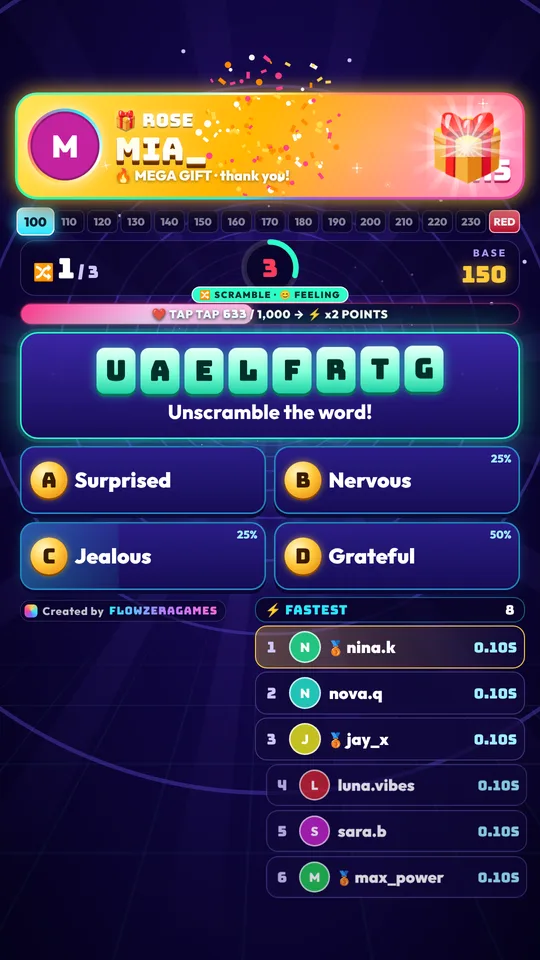 M
🎁 ROSE
MIA_
🔥 MEGA GIFT · thank you!
100 110 120 130 140 150 160 170 180 190 200 210 220 230 RED
🔀 1 / 3
3
BASE
150
🔀 SCRAMBLE · 😊 FEELING
❤️ TAP TAP 633 / 1,000 → ⚡ x2 POINTS
U A E L F R T G
Unscramble the word!
A Surprised
B Nervous 25%
C Jealous 25%
D Grateful 50%
Created by FLOWZERAGAMES
⚡ FASTEST 8
1 N 🥉 nina.k 0.10S
2 N nova.q 0.10S
3 J 🥉 jay_x 0.10S
4 L luna.vibes 0.10S
5 S sara.b 0.10S
6 M 🥉 max_power 0.10S